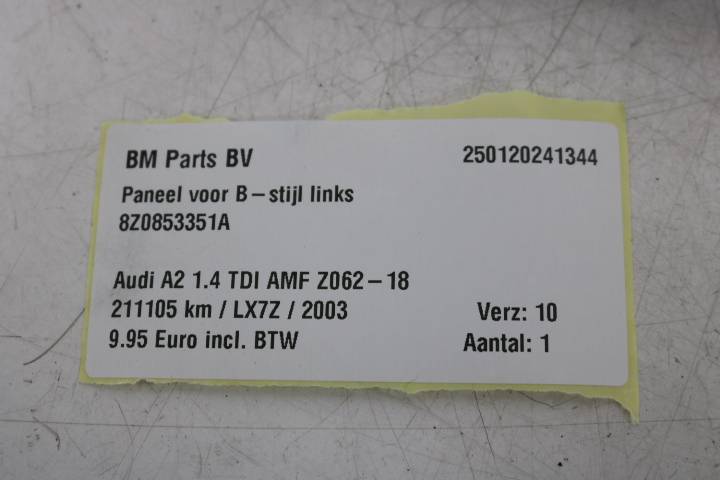 BM Parts BV 250120241344
Paneel voor B-stijl links
8Z0853351A
Audi A2 1.4 TDI AMF Z062-18
211105 km / LX7Z / 2003 Verz: 10
9.95 Euro incl. BTW Aantal: 1